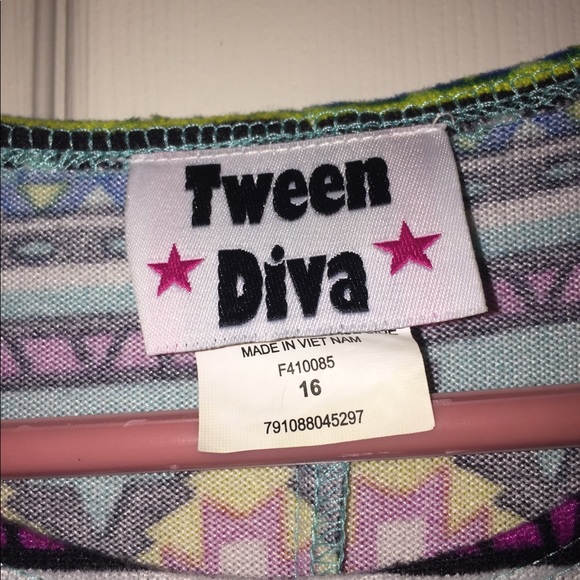 Tween
Diva
MADE IN VIET NAM
F410085
16
791088045297